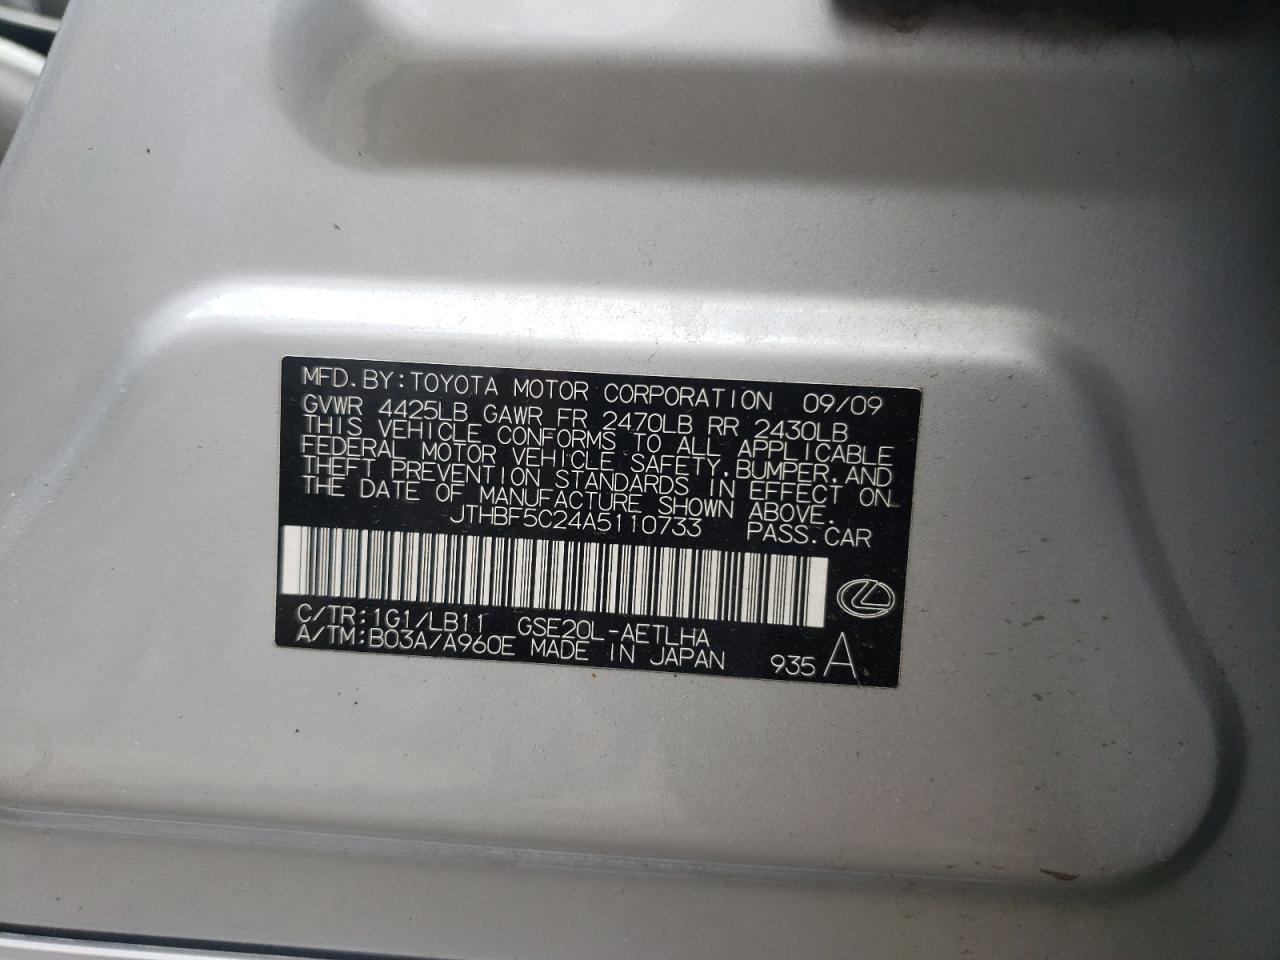 MFD.BY:TOYOTA MOTOR CORPORATION 09/09
GVWR 4425LB GAWR FR 2470LB RR 2430LB
THIS VEHICLE CONFORMS TO ALL APPLICABLE
FEDERAL MOTOR VEHICLE SAFETY,BUMPER,AND
THEFT PREVENTION STANDARDS IN EFFECT ON
THE DATE OF MANUFACTURE SHOWN ABOVE.
JTHBF5C24A5110733 PASS.CAR
C/TR:1G1/LB11 GSE20L-AETLHA
A/TM:B03A/A960E MADE IN JAPAN 935 A